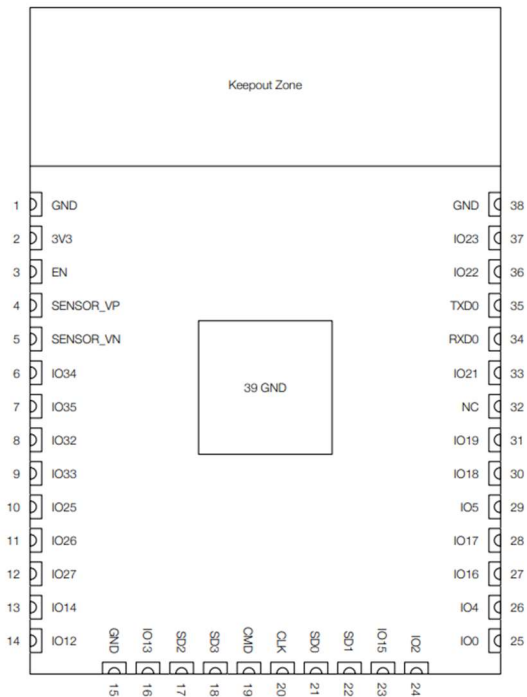 Keepout Zone
1 GND
GND 38
2 3V3
IO23 37
3 EN
IO22 36
4 SENSOR_VP
TXD0 35
5 SENSOR_VN
RXD0 34
6 IO34
IO21 33
39 GND
7 IO35
NC 32
8 IO32
IO19 31
9 IO33
IO18 30
10 IO25
IO5 29
11 IO26
IO17 28
12 IO27
IO16 27
13 IO14
IO4 26
14 IO12
IO0 25
GND 15
IO13 16
SD2 17
SD3 18
CMD 19
CLK 20
SD0 21
SD1 22
IO15 23
IO2 24